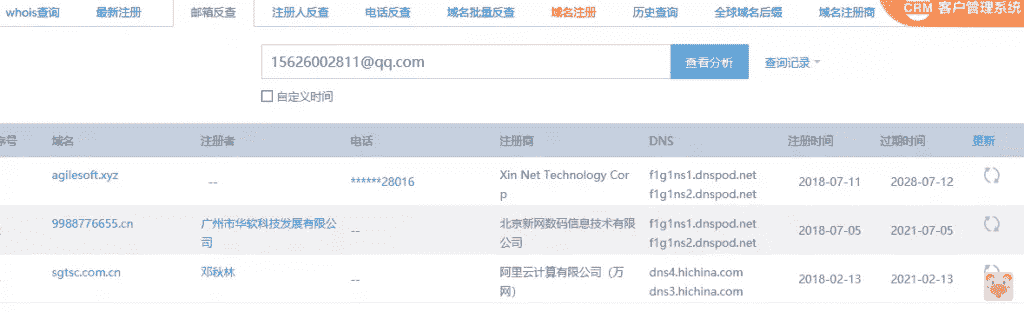 whois查询 最新注册 邮箱反查 注册人反查 电话反查 域名批量反查 域名注册 历史查询 全球域名后缀 域名注册商 CRM 客户管理系统
15626002811@qq.com 查看分析 查询记录
自定义时间
序号 域名 注册者 电话 注册商 DNS 注册时间 过期时间 更新
agilesoft.xyz -- ******28016 Xin Net Technology Cor
p f1g1ns1.dnspod.net
f1g1ns2.dnspod.net 2018-07-11 2028-07-12
9988776655.cn 广州市华软科技发展有限公
司 -- 北京新网数码信息技术有限
公司 f1g1ns1.dnspod.net
f1g1ns2.dnspod.net 2018-07-05 2021-07-05
sgtsc.com.cn 邓秋林 -- 阿里云计算有限公司（万
网） dns4.hichina.com
dns3.hichina.com 2018-02-13 2021-02-13